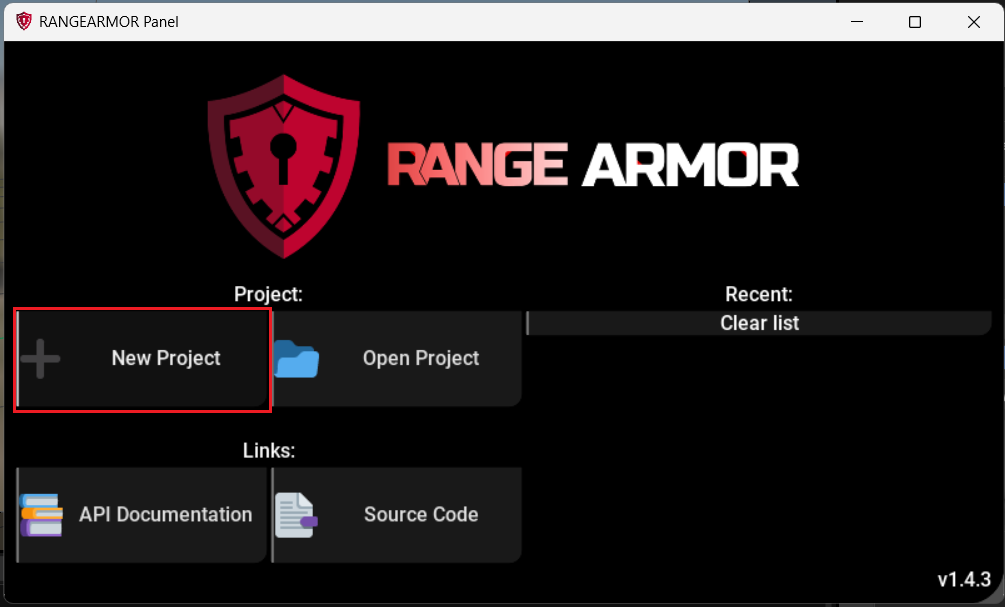 RANGEARMOR Panel
RANGE ARMOR
Project:
Recent:
New Project
Open Project
Clear list
Links:
API Documentation
Source Code
v1.4.3